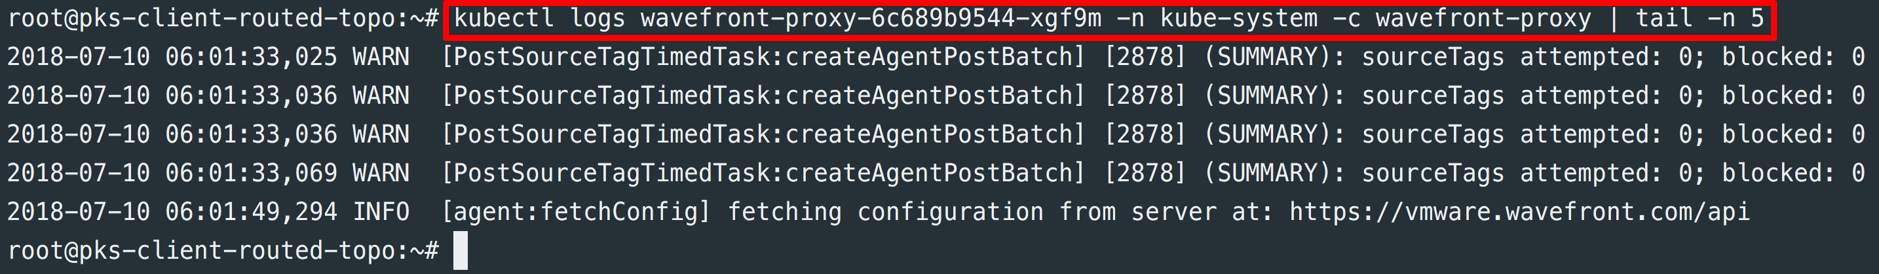 root@pks-client-routed-topo:~# kubectl logs wavefront-proxy-6c689b9544-xgf9m -n kube-system -c wavefront-proxy | tail -n 5
2018-07-10 06:01:33,025 WARN  [PostSourceTagTimedTask:createAgentPostBatch] [2878] (SUMMARY): sourceTags attempted: 0; blocked: 0
2018-07-10 06:01:33,036 WARN  [PostSourceTagTimedTask:createAgentPostBatch] [2878] (SUMMARY): sourceTags attempted: 0; blocked: 0
2018-07-10 06:01:33,036 WARN  [PostSourceTagTimedTask:createAgentPostBatch] [2878] (SUMMARY): sourceTags attempted: 0; blocked: 0
2018-07-10 06:01:33,069 WARN  [PostSourceTagTimedTask:createAgentPostBatch] [2878] (SUMMARY): sourceTags attempted: 0; blocked: 0
2018-07-10 06:01:49,294 INFO  [agent:fetchConfig] fetching configuration from server at: https://vmware.wavefront.com/api
root@pks-client-routed-topo:~#